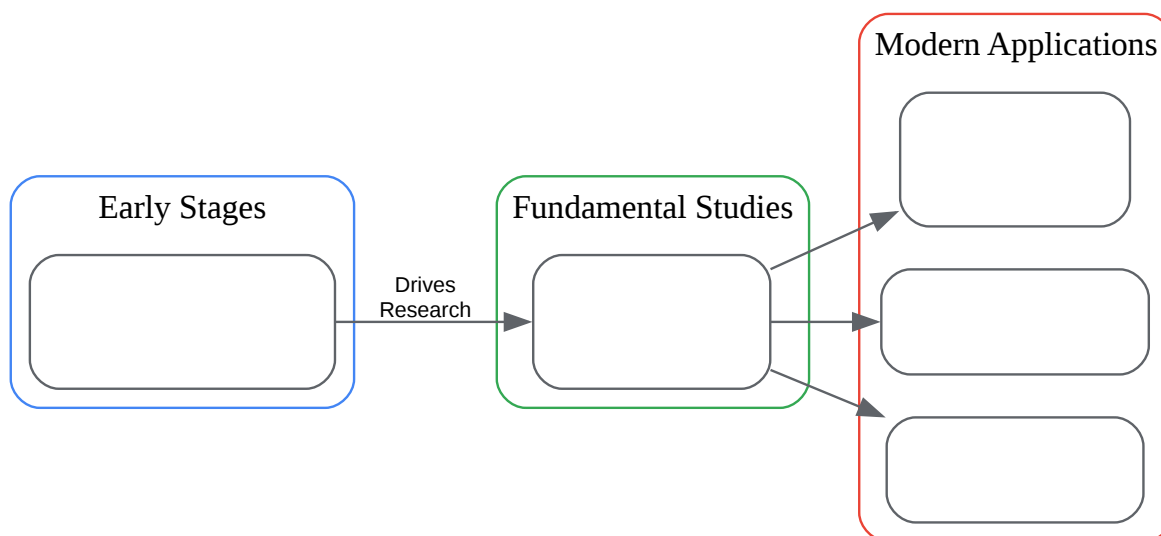 Modern Applications
Early Stages
Fundamental Studies
Drives
Research